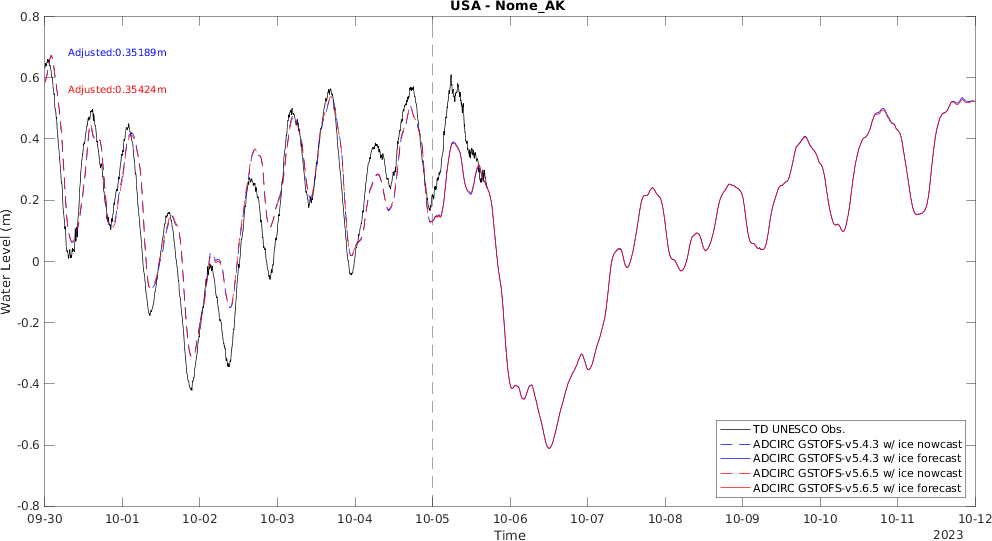 USA - Nome_AK
0.8
Adjusted:0.35189m
0.6
Adjusted:0.35424m
0.4
0.2
0
-0.2
-0.4
-0.6
-0.8
Water Level (m)
TD UNESCO Obs.
ADCIRC GSTOFS-v5.4.3 w/ ice nowcast
ADCIRC GSTOFS-v5.4.3 w/ ice forecast
ADCIRC GSTOFS-v5.6.5 w/ ice nowcast
ADCIRC GSTOFS-v5.6.5 w/ ice forecast
09-30 10-01 10-02 10-03 10-04 10-05 10-06 10-07 10-08 10-09 10-10 10-11 10-12
Time
2023